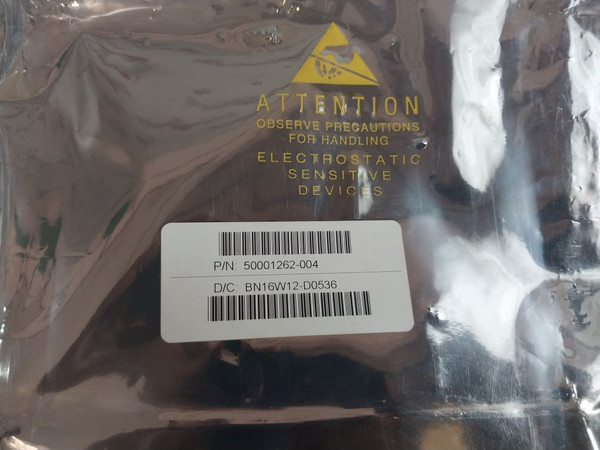 ATTENTION
OBSERVE PRECAUTIONS
FOR HANDLING
ELECTROSTATIC
SENSITIVE
DEVICES
P/N: 50001262-004
D/C: BN16W12-D0536